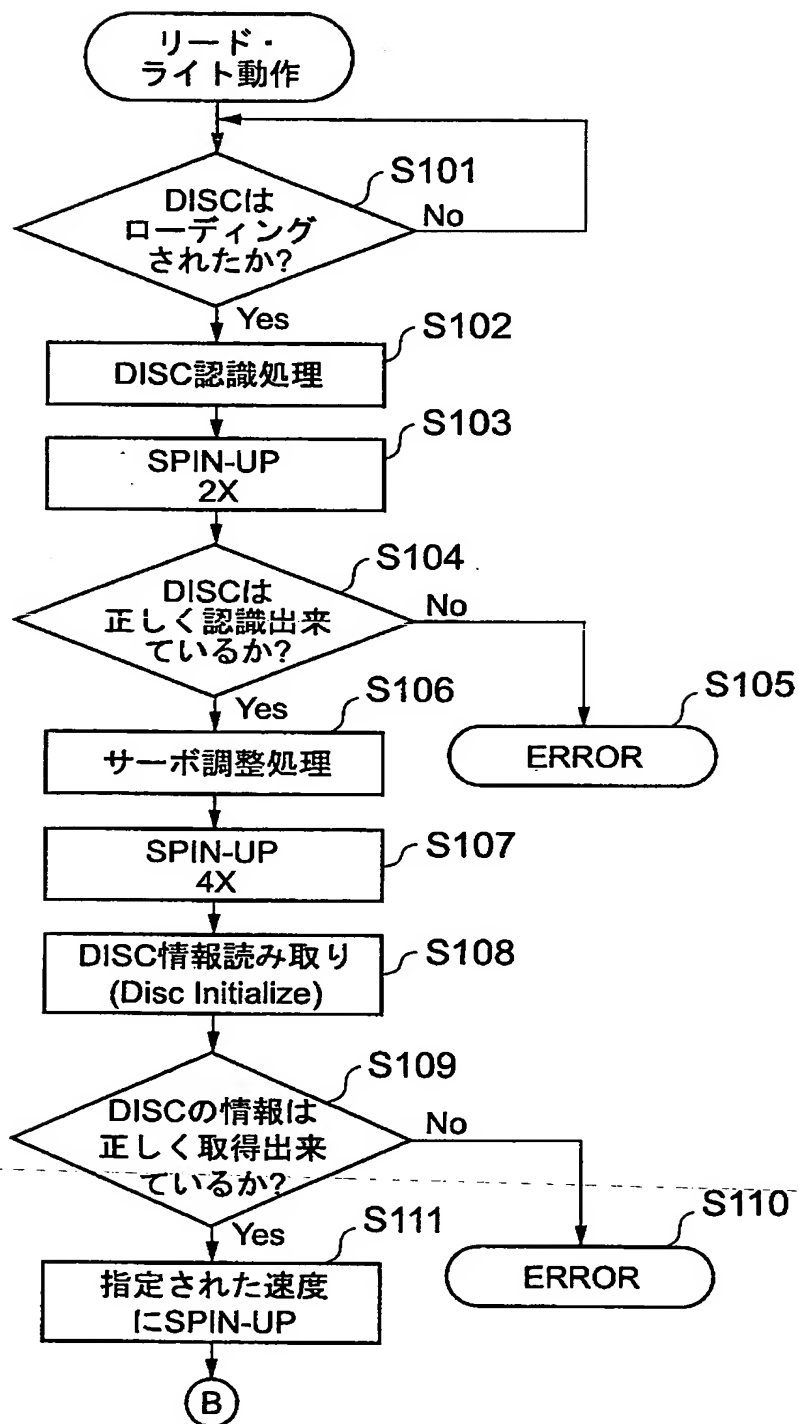 リード・
ライト動作
S101
DISCは
ローディング
されたか?
No
Yes
S102
DISC認識処理
S103
SPIN-UP
2X
S104
DISCは
正しく認識出来
ているか?
No
Yes
S105
ERROR
S106
サーボ調整処理
S107
SPIN-UP
4X
S108
DISC情報読み取り
(Disc Initialize)
S109
DISCの情報は
正しく取得出来
ているか?
No
Yes
S110
ERROR
S111
指定された速度
にSPIN-UP
B